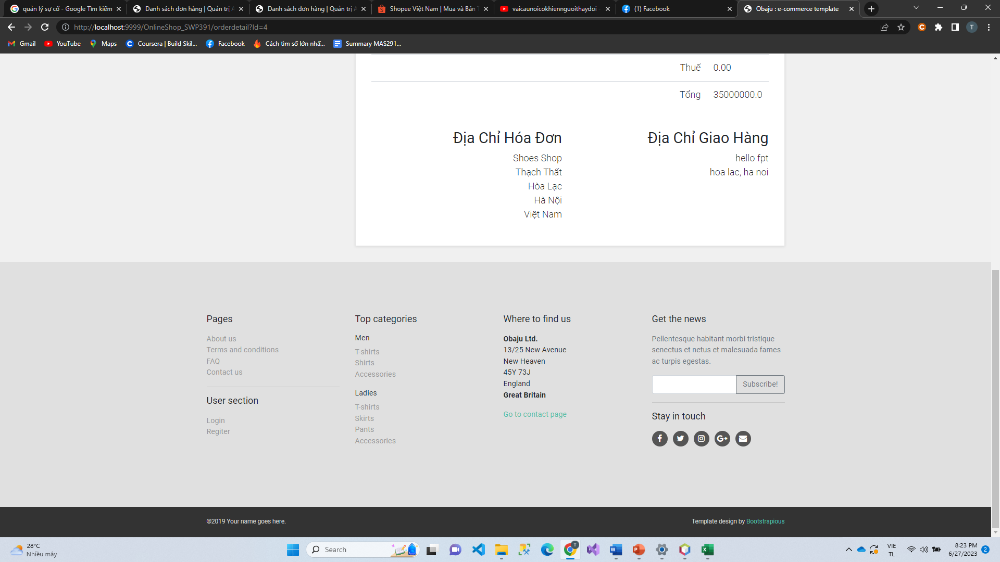 quản lý sự cố - Google Tìm kiếm
Danh sách đơn hàng | Quản trị A
Danh sách đơn hàng | Quản trị A
Shopee Việt Nam | Mua và Bán T
vaicaunoicokhiennguoithaydoi -
(1) Facebook
Obaju : e-commerce template
http://localhost:9999/OnlineShop_SWP391/orderdetail?Id=4
T
Gmail
YouTube
Maps
Coursera | Build Skil...
Facebook
Cách tìm số lớn nhấ...
Summary MAS291...
Thuế 0.00
Tổng 35000000.0
Địa Chỉ Hóa Đơn
Shoes Shop
Thạch Thất
Hòa Lạc
Hà Nội
Việt Nam
Địa Chỉ Giao Hàng
hello fpt
hoa lac, ha noi
Pages
About us
Terms and conditions
FAQ
Contact us
User section
Login
Regiter
Top categories
Men
T-shirts
Shirts
Accessories
Ladies
T-shirts
Skirts
Pants
Accessories
Where to find us
Obaju Ltd.
13/25 New Avenue
New Heaven
45Y 73J
England
Great Britain
Go to contact page
Get the news
Pellentesque habitant morbi tristique
senectus et netus et malesuada fames
ac turpis egestas.
Subscribe!
Stay in touch
©2019 Your name goes here.
Template design by Bootstrapious
28°C
Nhiều mây
Search
VIE
TL
8:23 PM
6/27/2023
2